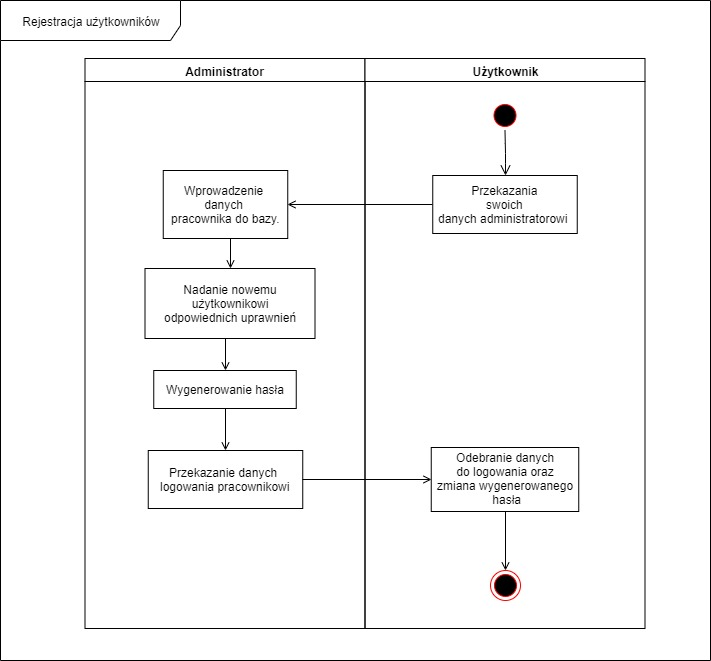 Rejestracja użytkowników
Administrator
Użytkownik
Przekazania
swoich
danych administratorowi
Wprowadzenie
danych
pracownika do bazy.
Nadanie nowemu
użytkownikowi
odpowiednich uprawnień
Wygenerowanie hasła
Przekazanie danych
logowania pracownikowi
Odebranie danych
do logowania oraz
zmiana wygenerowanego
hasła